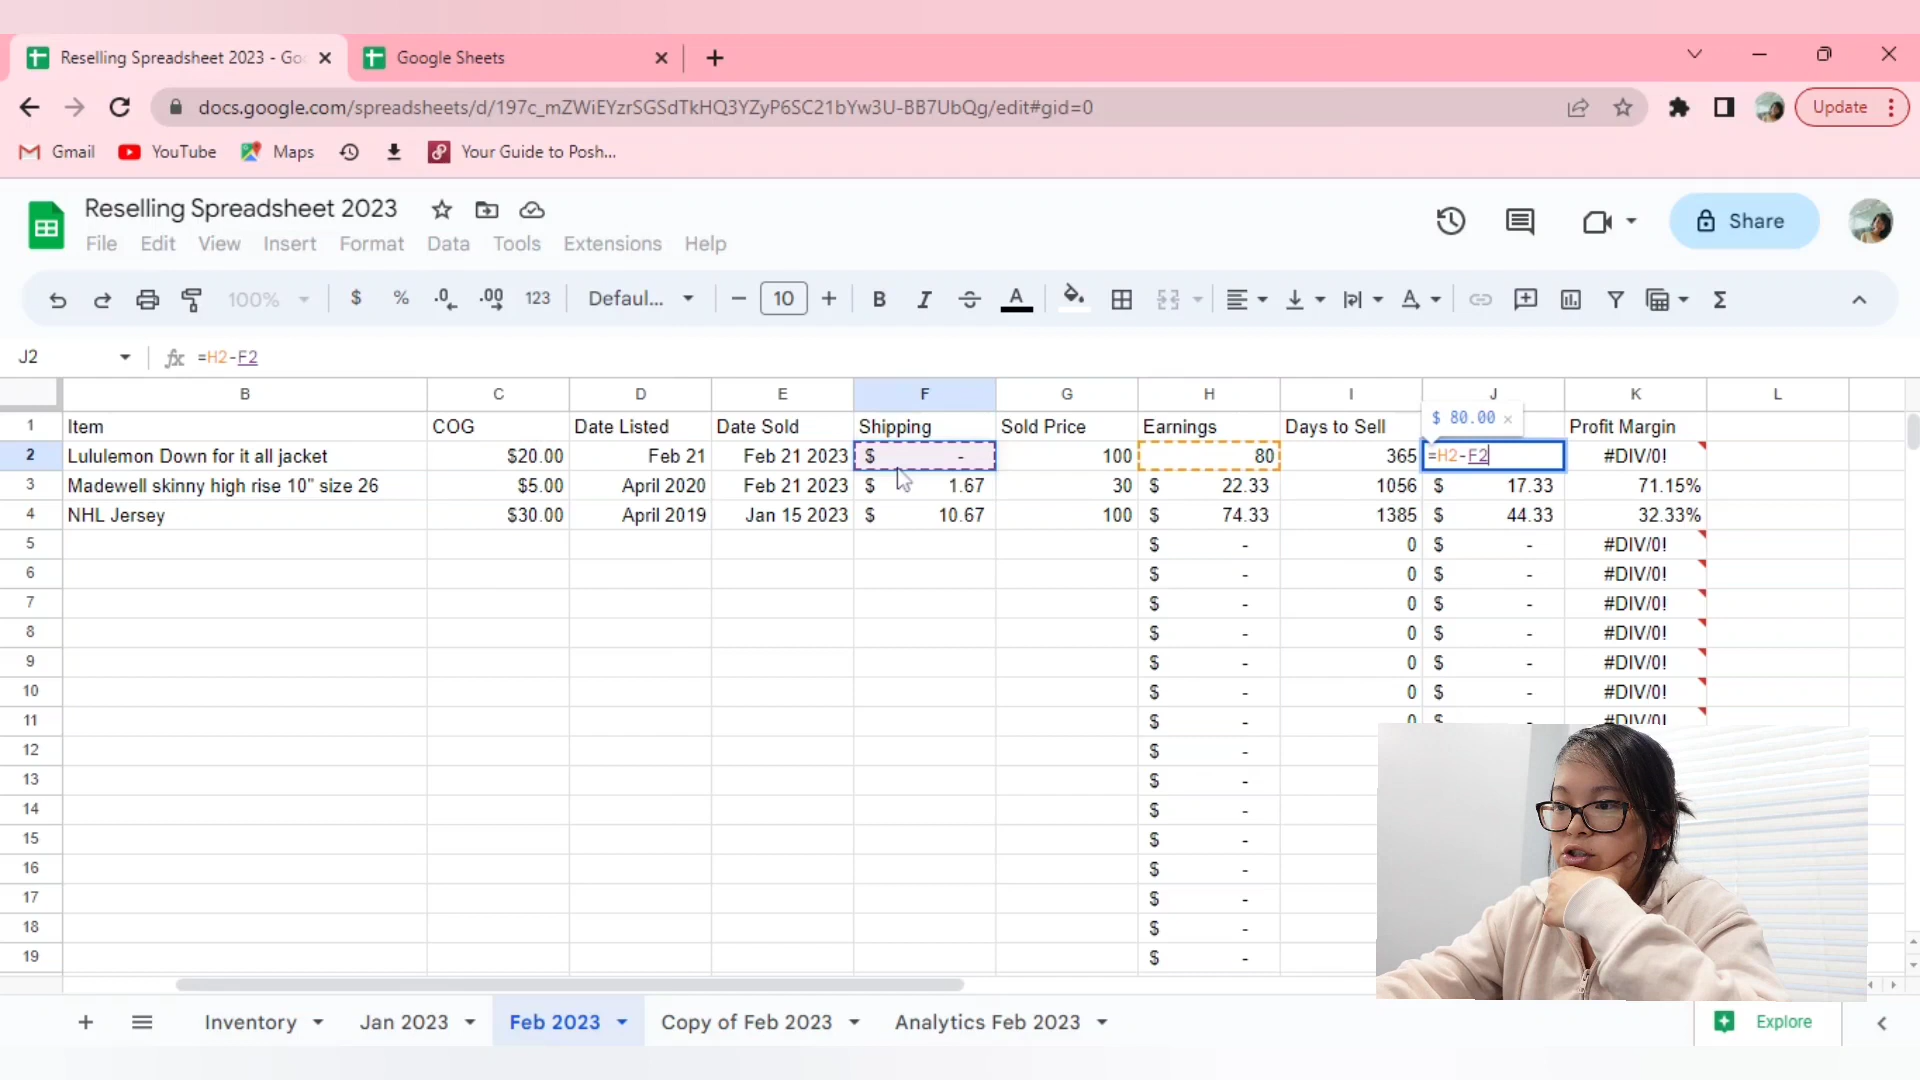 Reselling Spreadsheet 2023 - Go
Google Sheets
docs.google.com/spreadsheets/d/197c_mZWiEYzrSGSdTkHQ3YZyP6SC21bYw3U-BB7UbQg/edit#gid=0
Update
Gmail YouTube Maps Your Guide to Posh...
Reselling Spreadsheet 2023
Share
File Edit View Insert Format Data Tools Extensions Help
100% $ % .0 .00 123 Defaul... 10 B I A A Σ
J2 fx =H2-F2
B C D E F G H I J K L
$ 80.00 ×
1 Item COG Date Listed Date Sold Shipping Sold Price Earnings Days to Sell Profit Margin
2 Lululemon Down for it all jacket $20.00 Feb 21 Feb 21 2023 $ - 100 80 365 =H2-F2 #DIV/0!
3 Madewell skinny high rise 10" size 26 $5.00 April 2020 Feb 21 2023 $ 1.67 30 $ 22.33 1056 $ 17.33 71.15%
4 NHL Jersey $30.00 April 2019 Jan 15 2023 $ 10.67 100 $ 74.33 1385 $ 44.33 32.33%
5 $ - 0 $ - #DIV/0!
6 $ - 0 $ - #DIV/0!
7 $ - 0 $ - #DIV/0!
8 $ - 0 $ - #DIV/0!
9 $ - 0 $ - #DIV/0!
10 $ - 0 $ - #DIV/0!
11 $ - 0 $ #DIV/0!
12 $ -
13 $ -
14 $ -
15 $ -
16 $ -
17 $ -
18 $ -
19 $ -
Inventory Jan 2023 Feb 2023 Copy of Feb 2023 Analytics Feb 2023 Explore